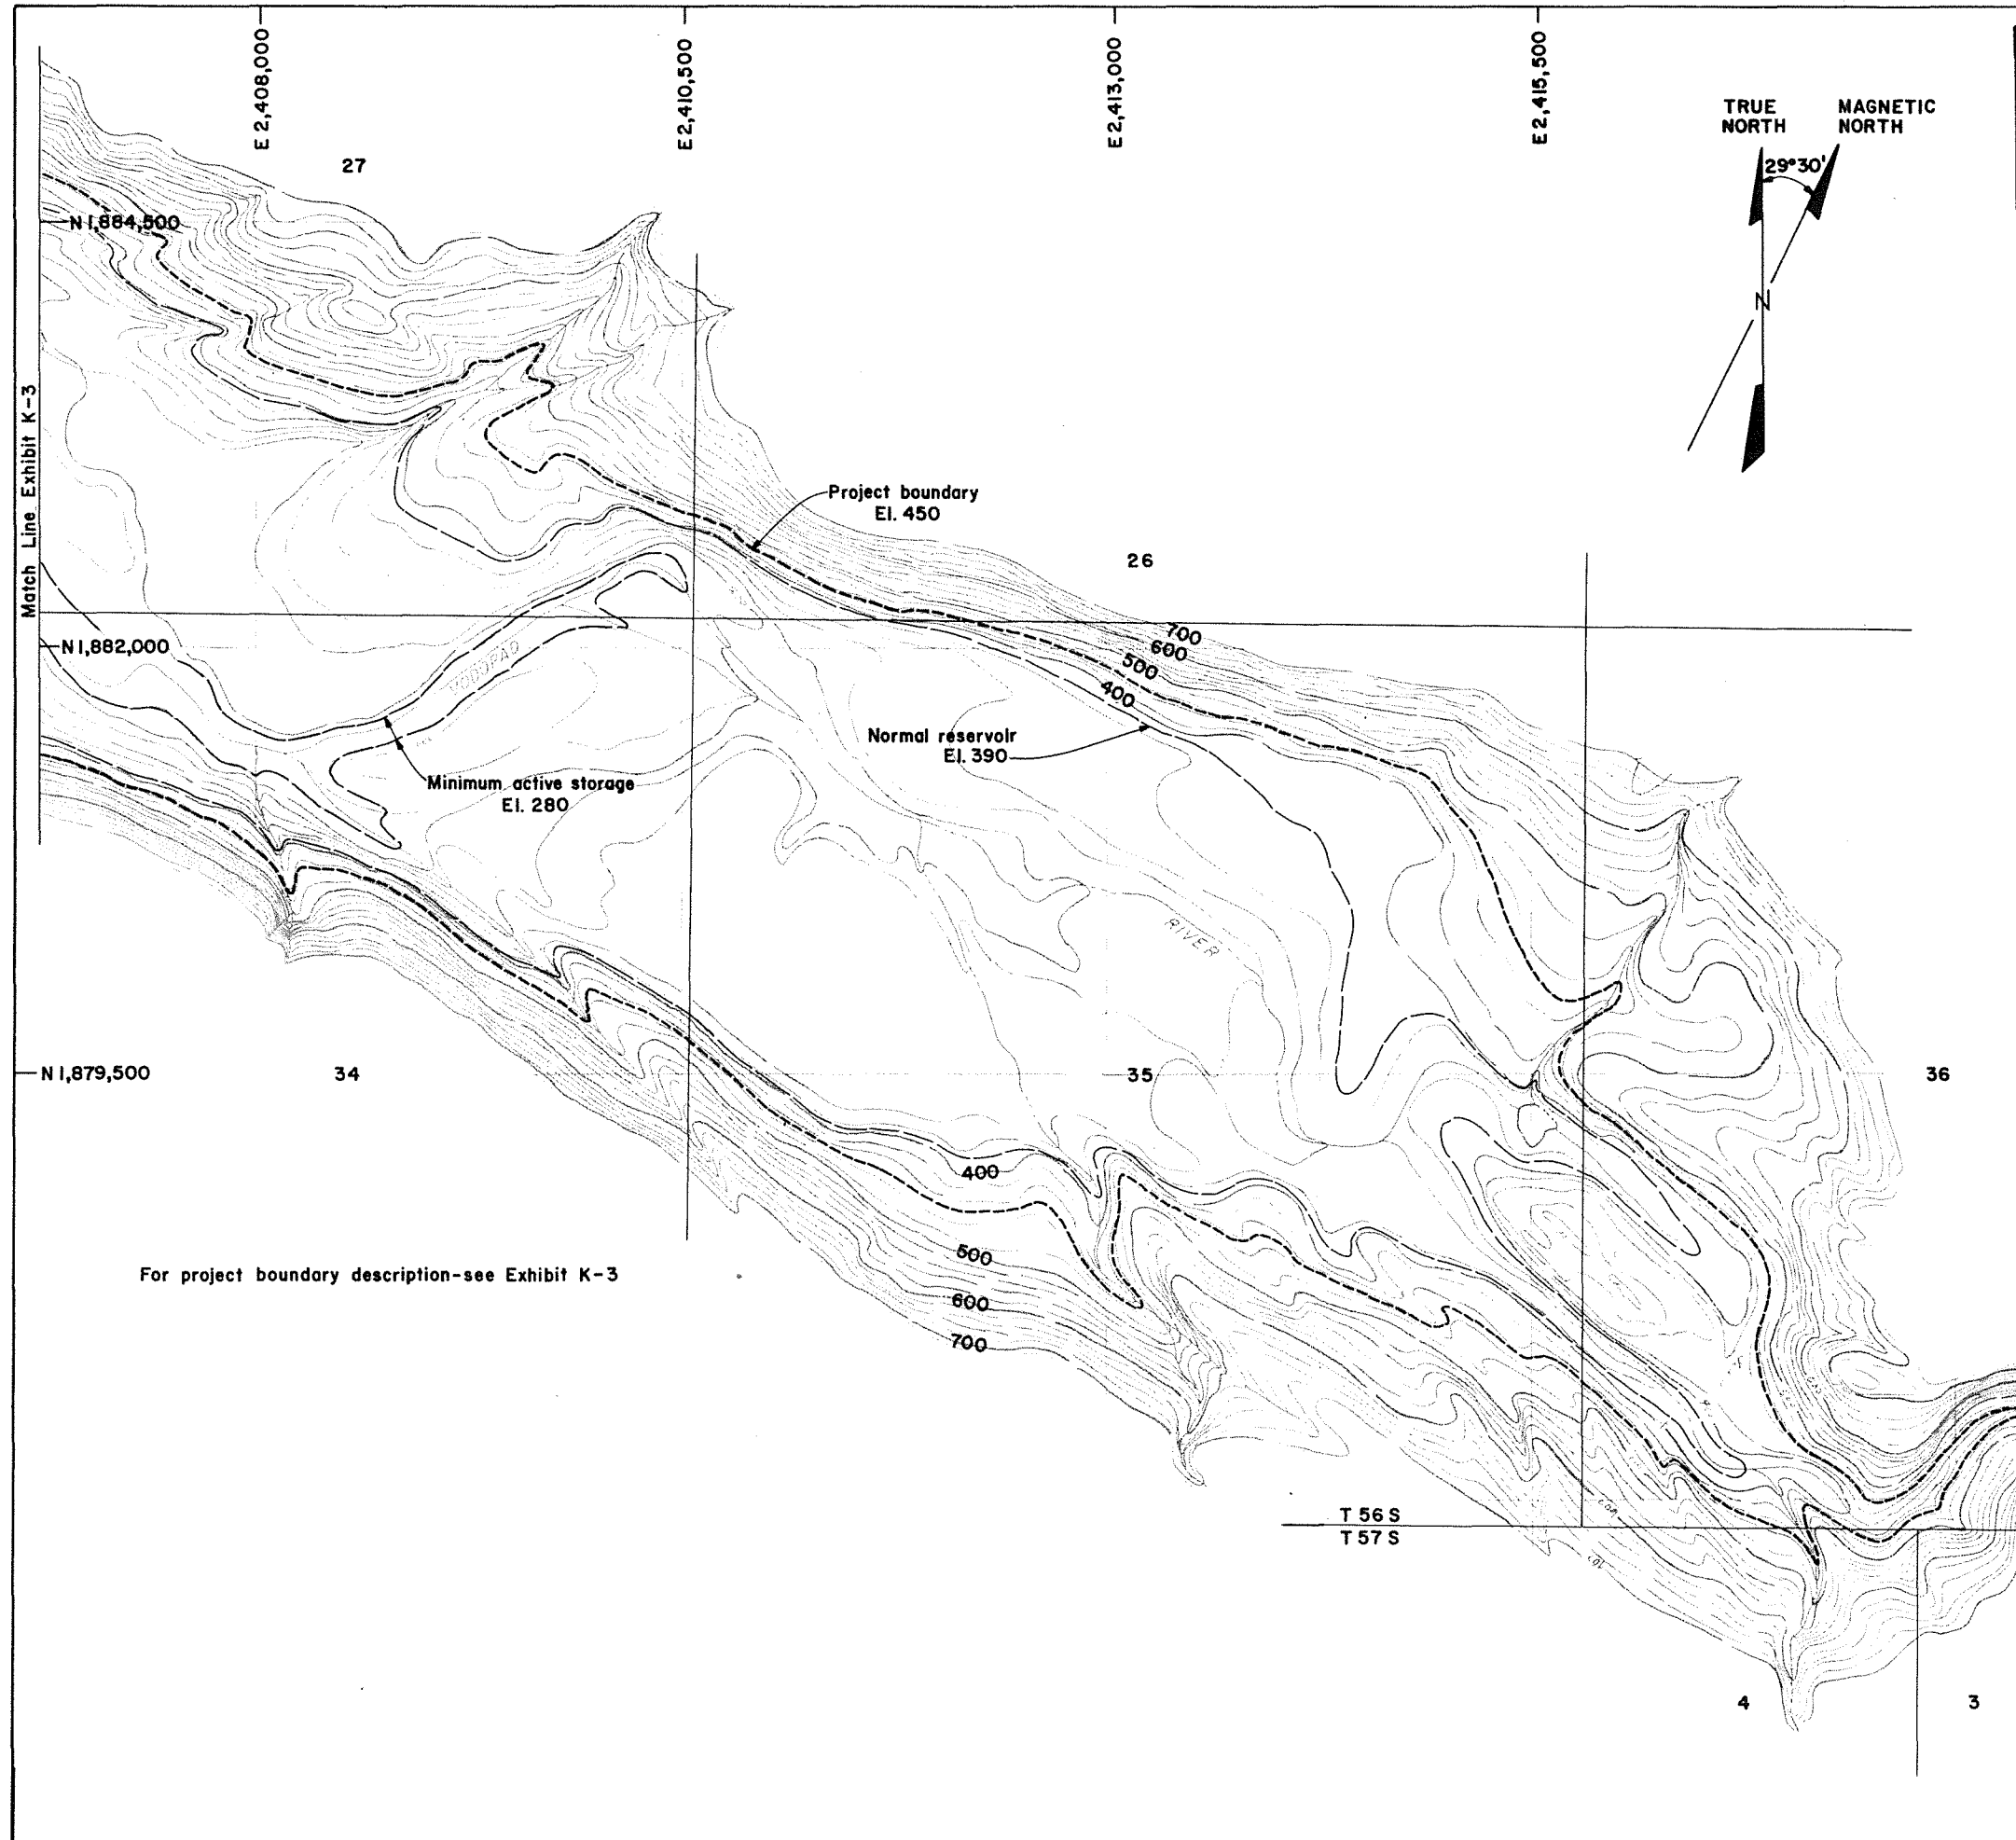 E 2,408,000
E 2,410,500
E 2,413,000
E 2,415,500
TRUE
NORTH
MAGNETIC
NORTH
29°30'
N
27
N 1,884,500
Match Line Exhibit K-3
Project boundary
El. 450
26
N 1,882,000
700
600
500
400
Normal reservoir
El. 390
Minimum active storage
El. 280
RIVER
N 1,879,500
34
35
36
400
500
600
700
For project boundary description-see Exhibit K-3
T 56 S
T 57 S
4
3